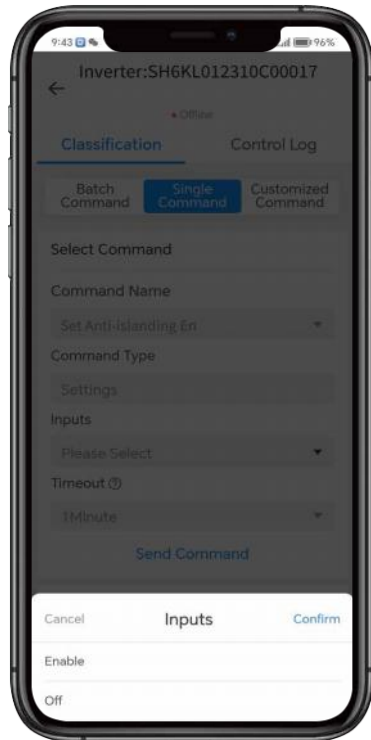 9:43 96%
Inverter:SH6KL012310C00017
Offline
Classification Control Log
Batch Command Single Command Customized Command
Select Command
Command Name
Set Anti-islanding En
Command Type
Settings
Inputs
Please Select
Timeout
1Minute
Send Command
Cancel Inputs Confirm
Enable
Off